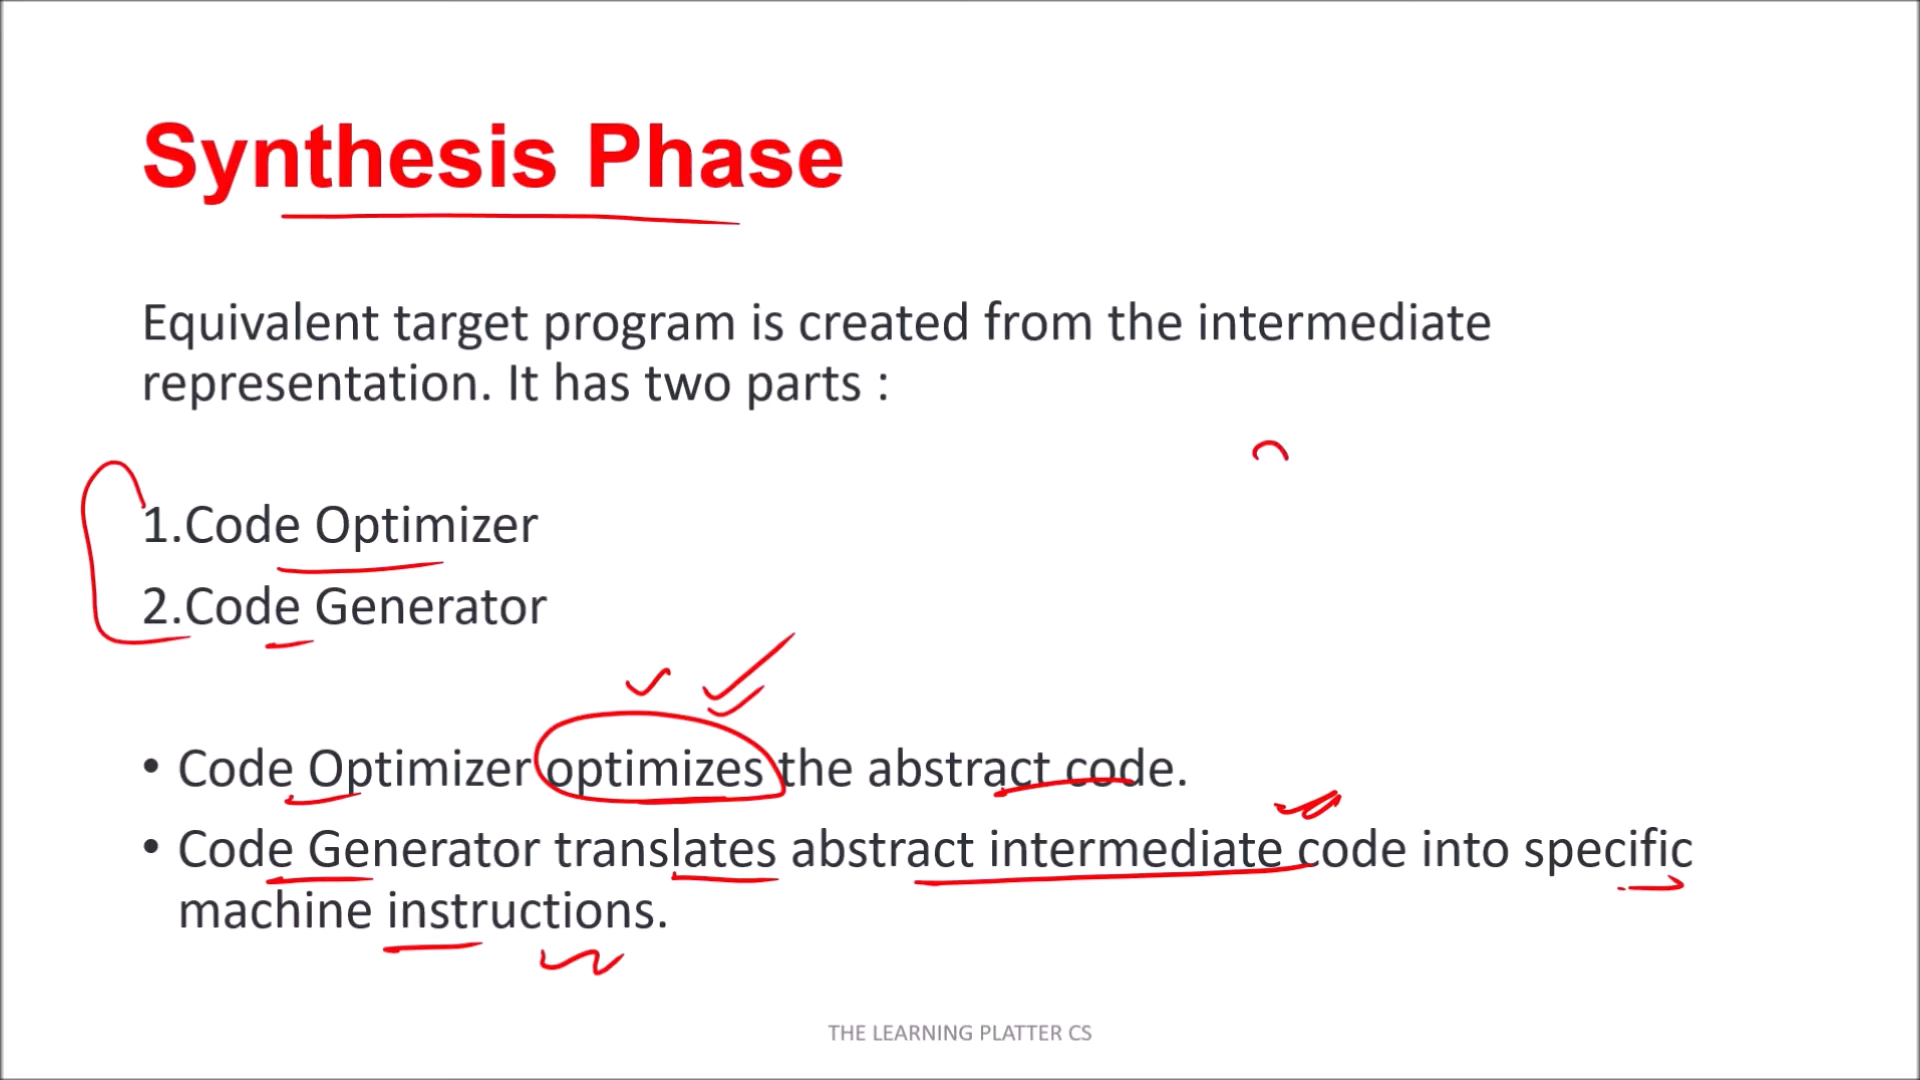 Synthesis Phase
Equivalent target program is created from the intermediate
representation. It has two parts :
1.Code Optimizer
2.Code Generator
• Code Optimizer optimizes the abstract code.
• Code Generator translates abstract intermediate code into specific
machine instructions.
THE LEARNING PLATTER CS